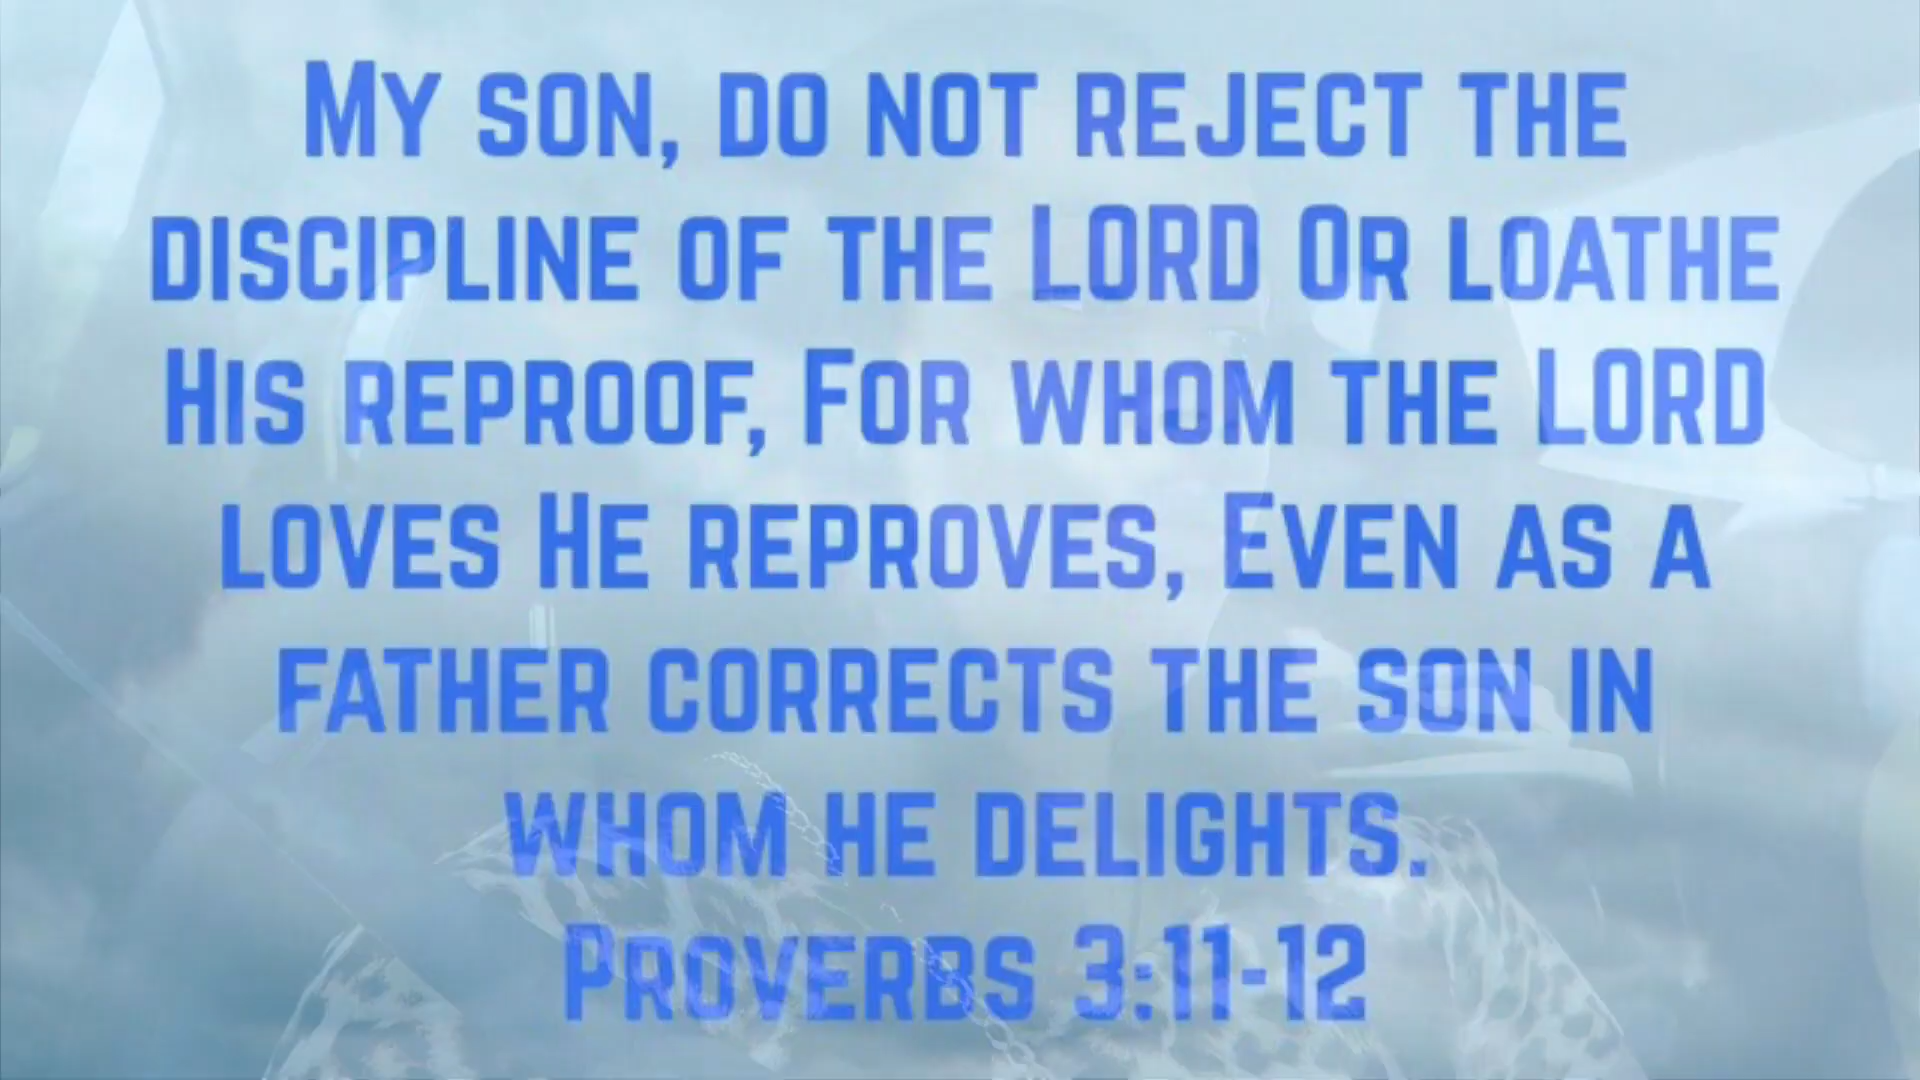 My son, do not reject the
discipline of the LORD Or loathe
His reproof, For whom the LORD
loves He reproves, Even as a
father corrects the son in
whom he delights.
Proverbs 3:11-12